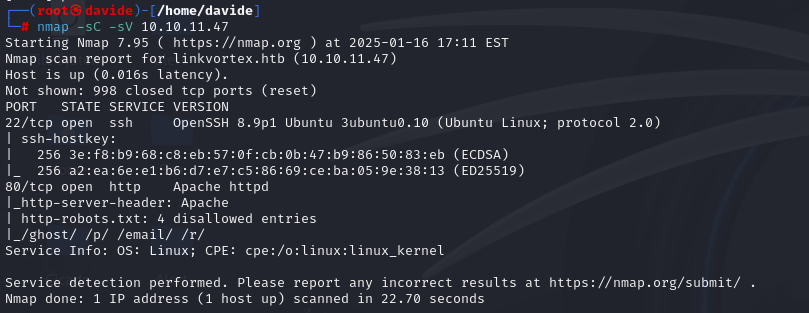 ┌──(root㉿davide)-[/home/davide]
└─# nmap -sC -sV 10.10.11.47
Starting Nmap 7.95 ( https://nmap.org ) at 2025-01-16 17:11 EST
Nmap scan report for linkvortex.htb (10.10.11.47)
Host is up (0.016s latency).
Not shown: 998 closed tcp ports (reset)
PORT   STATE SERVICE VERSION
22/tcp open  ssh     OpenSSH 8.9p1 Ubuntu 3ubuntu0.10 (Ubuntu Linux; protocol 2.0)
| ssh-hostkey:
|   256 3e:f8:b9:68:c8:eb:57:0f:cb:0b:47:b9:86:50:83:eb (ECDSA)
|_  256 a2:ea:6e:e1:b6:d7:e7:c5:86:69:ce:ba:05:9e:38:13 (ED25519)
80/tcp open  http    Apache httpd
|_http-server-header: Apache
| http-robots.txt: 4 disallowed entries
|_/ghost/ /p/ /email/ /r/
Service Info: OS: Linux; CPE: cpe:/o:linux:linux_kernel

Service detection performed. Please report any incorrect results at https://nmap.org/submit/ .
Nmap done: 1 IP address (1 host up) scanned in 22.70 seconds